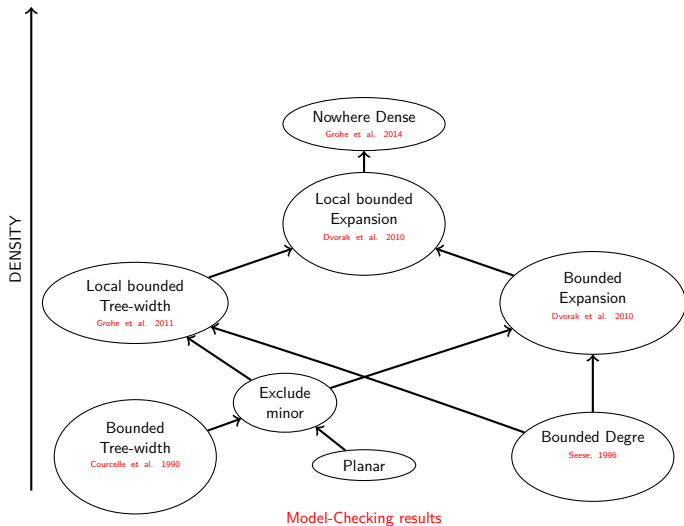 DENSITY
Nowhere Dense
Grohe et al. 2014
Local bounded
Expansion
Dvorak et al. 2010
Local bounded
Tree-width
Grohe et al. 2011
Bounded
Expansion
Dvorak et al. 2010
Exclude
minor
Bounded
Tree-width
Courcelle et al. 1990
Planar
Bounded Degre
Seese, 1996
Model-Checking results